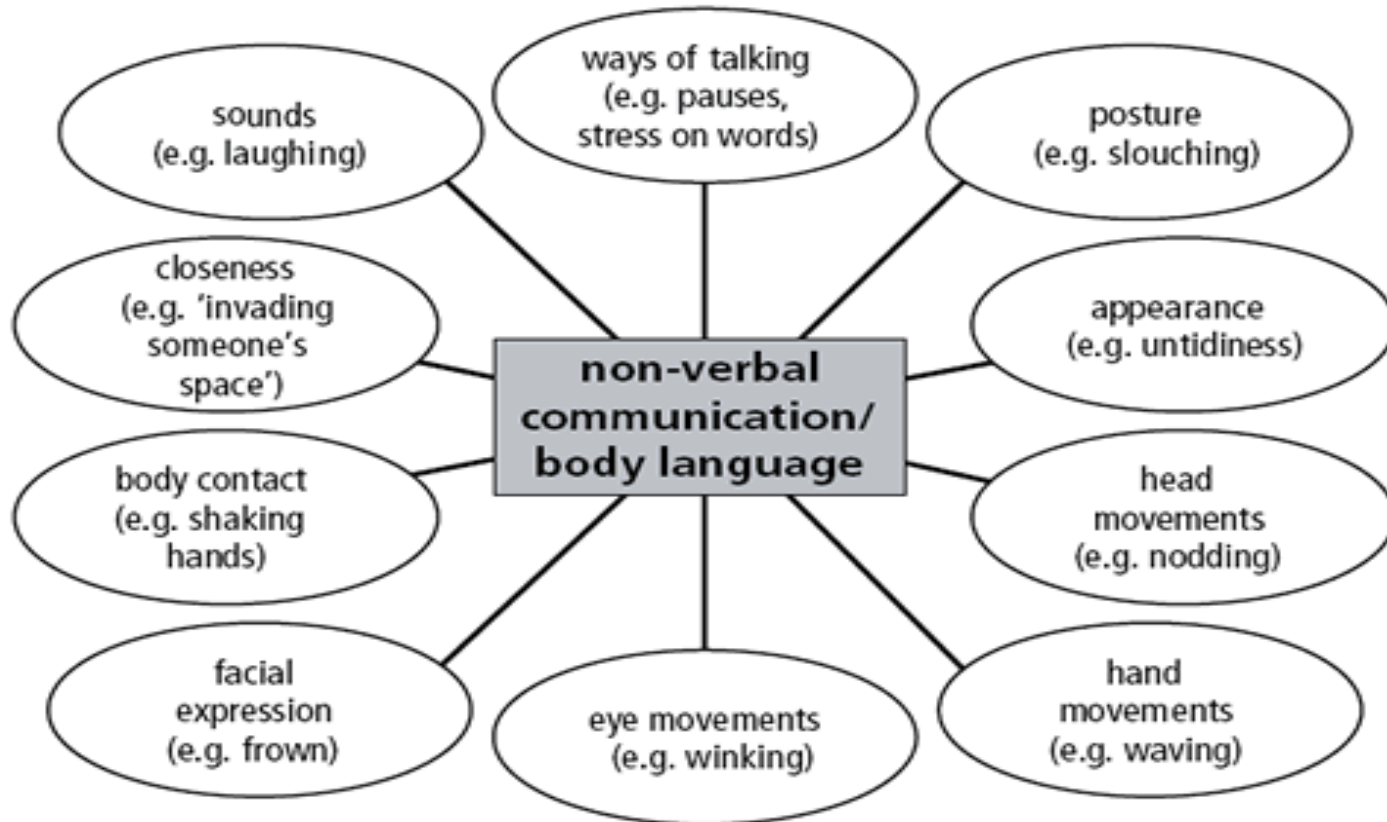 ways of talking
(e.g. pauses,
stress on words)
sounds
(e.g. laughing)
posture
(e.g. slouching)
closeness
(e.g. 'invading
someone's
space')
appearance
(e.g. untidiness)
non-verbal
communication/
body language
body contact
(e.g. shaking
hands)
head
movements
(e.g. nodding)
facial
expression
(e.g. frown)
eye movements
(e.g. winking)
hand
movements
(e.g. waving)